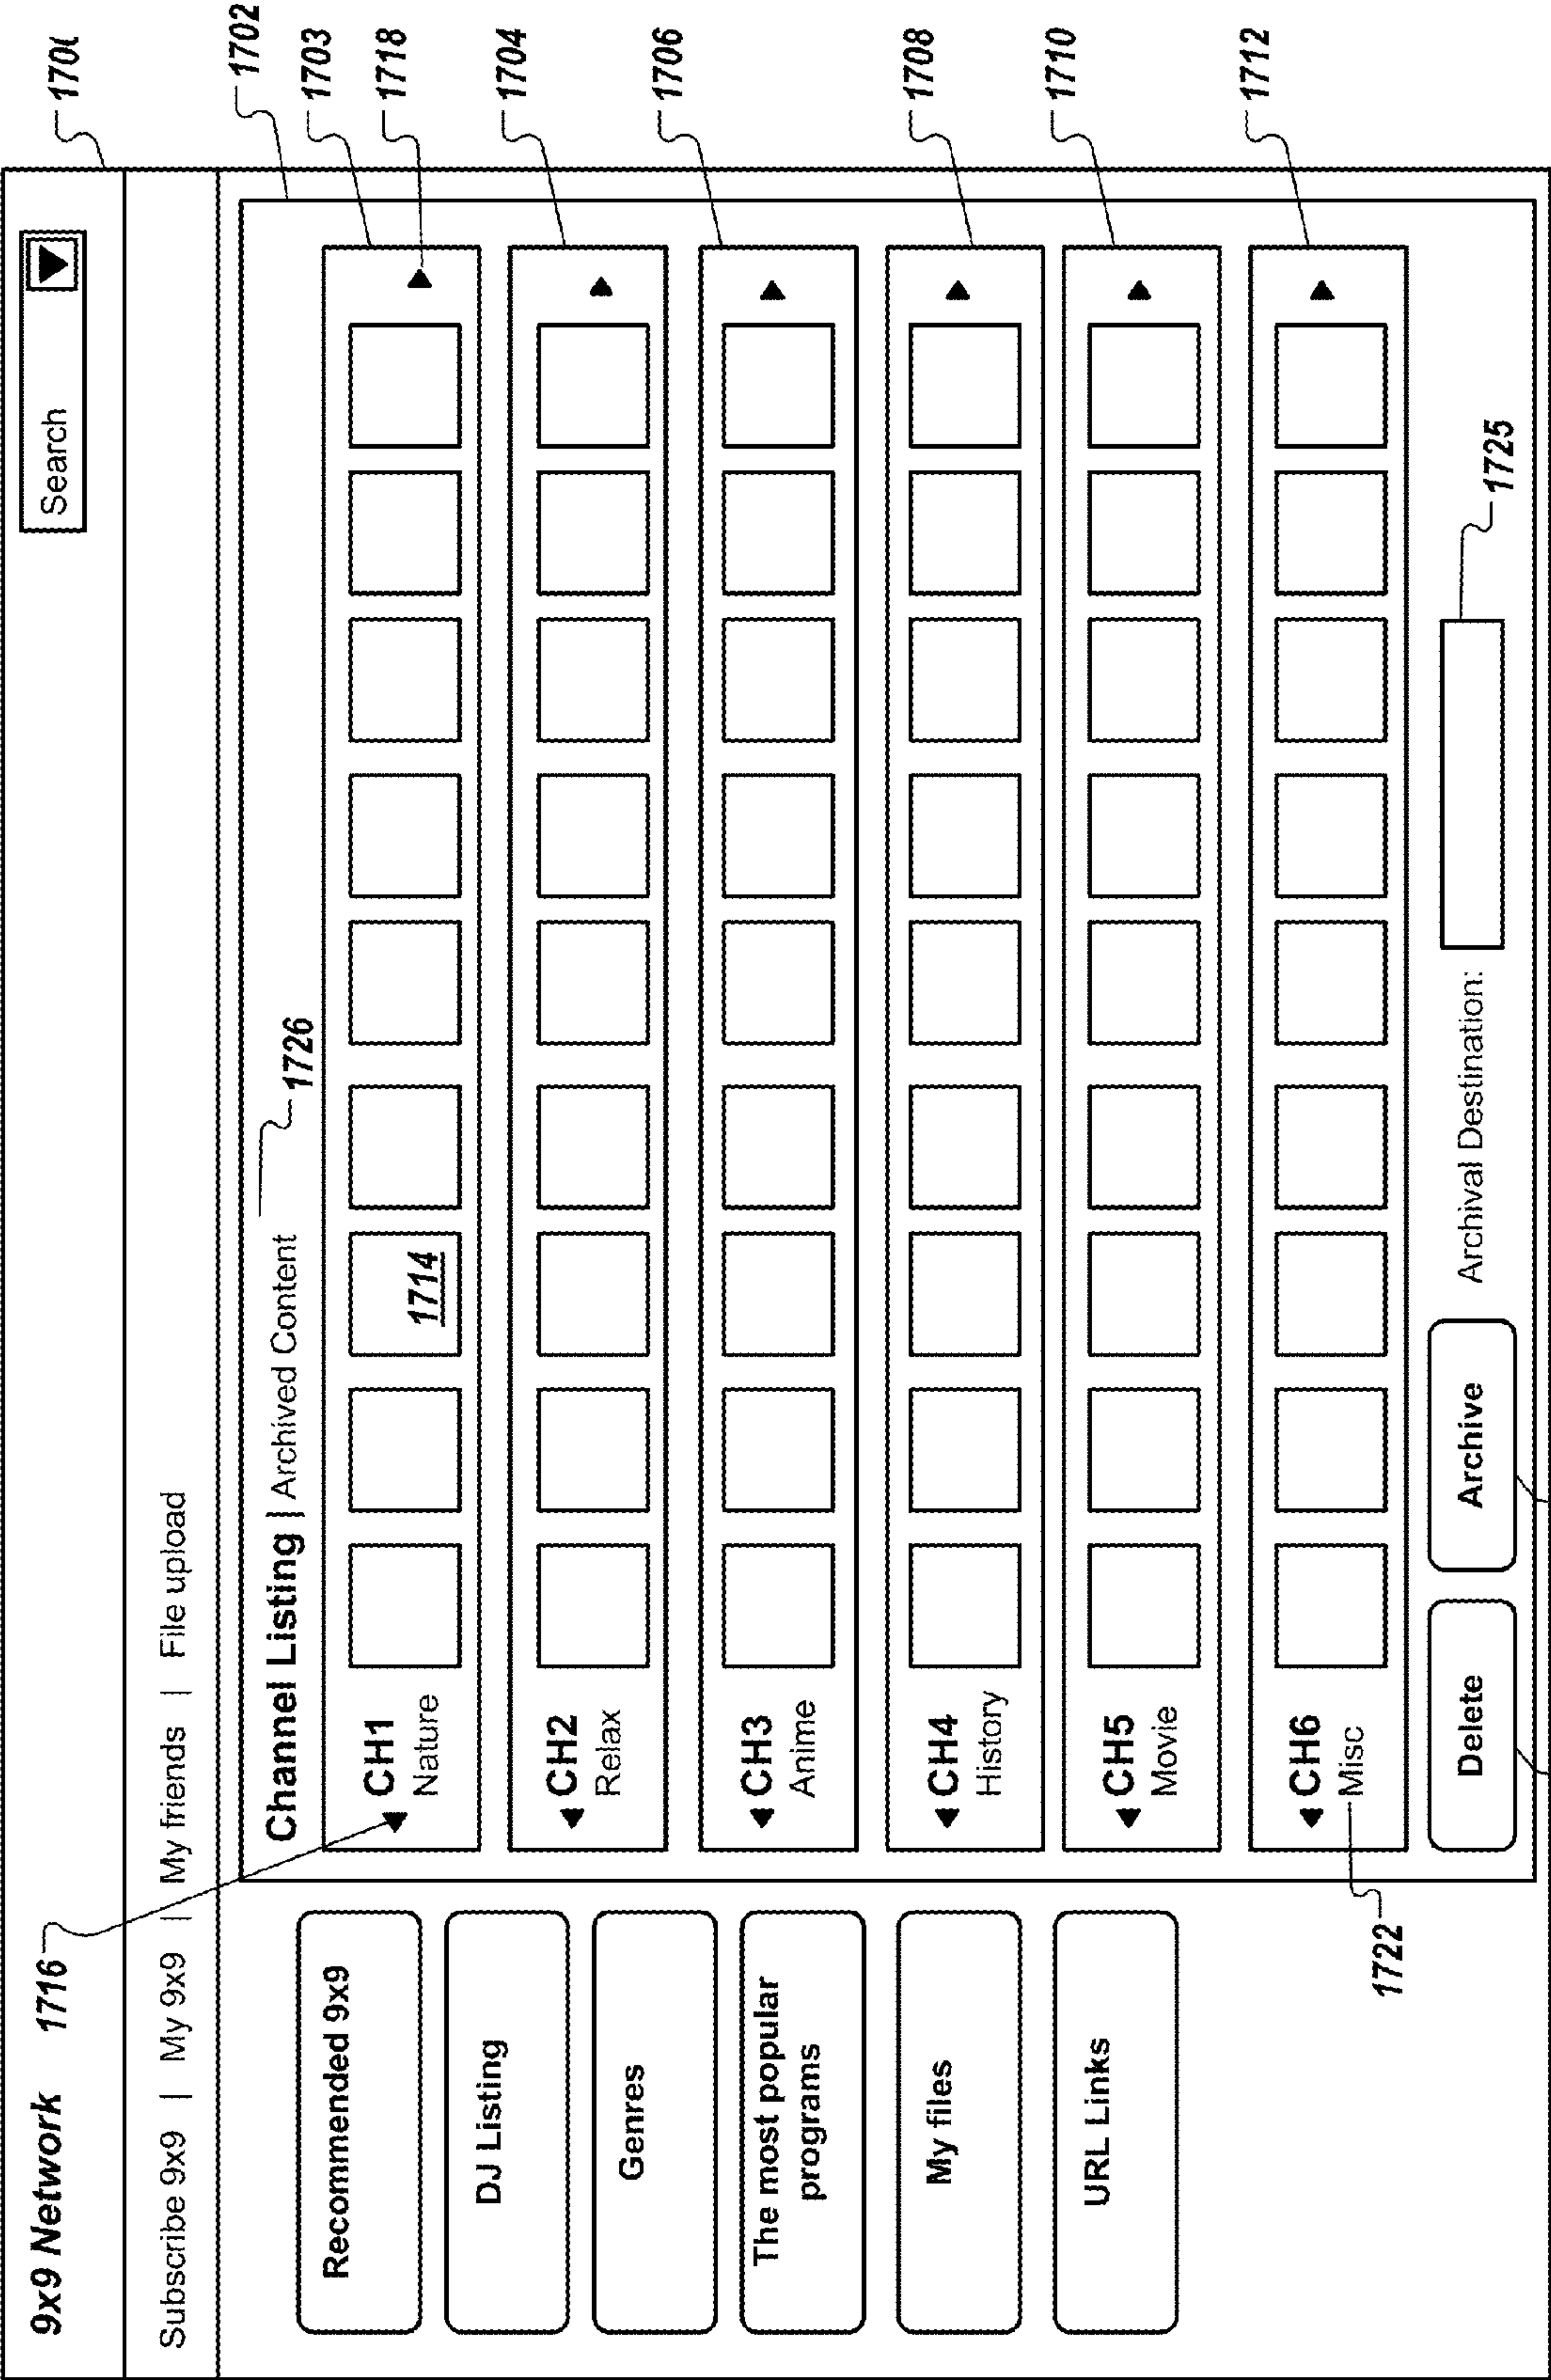 9x9 Network
Search
Subscribe 9x9 | My 9x9 | My friends | File upload
Recommended 9x9
DJ Listing
Genres
The most popular
programs
My files
URL Links
Channel Listing | Archived Content
CH1
Nature
CH2
Relax
CH3
Anime
CH4
History
CH5
Movie
CH6
Misc
Delete
Archive
Archival Destination:
1716
1726
1714
1722
1725
1702
1703
1718
1704
1706
1708
1710
1712